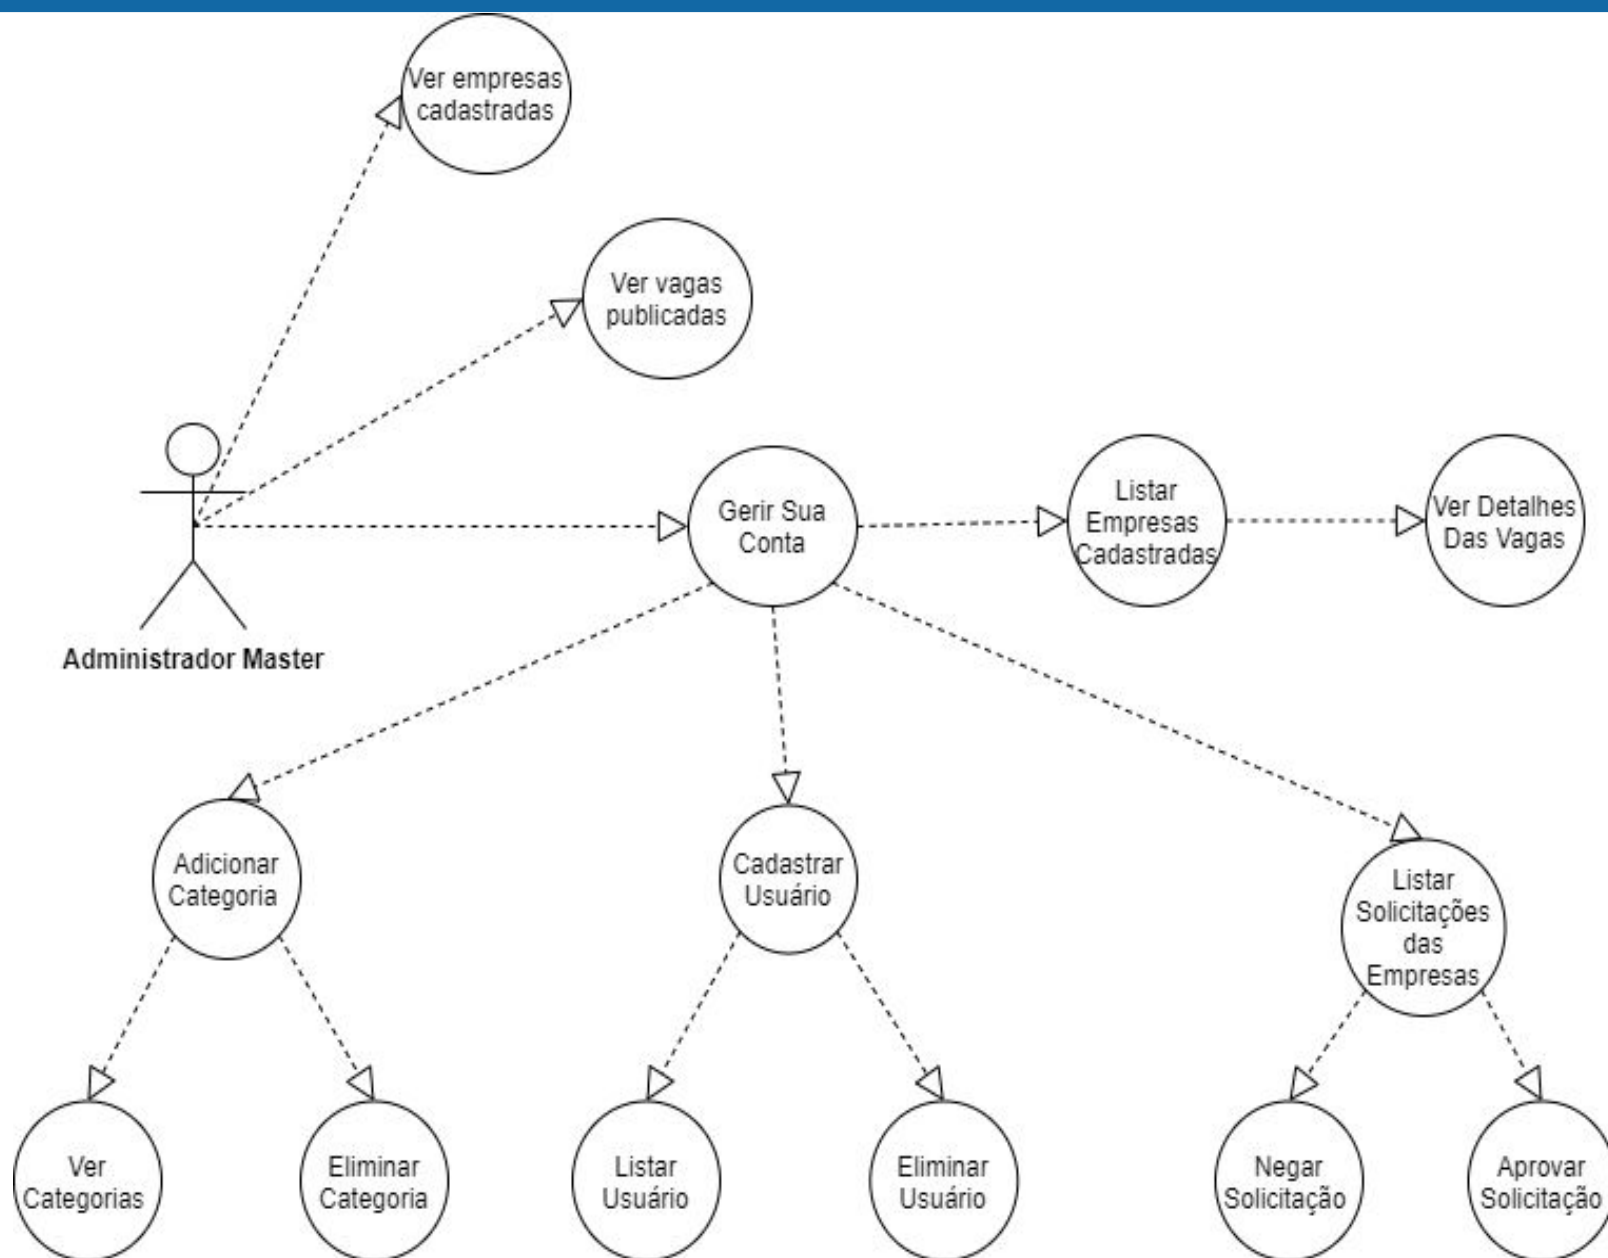 Ver empresas
cadastradas
Ver vagas
publicadas
Gerir Sua
Conta
Listar
Empresas
Cadastradas
Ver Detalhes
Das Vagas
Administrador Master
Adicionar
Categoria
Cadastrar
Usuário
Listar
Solicitações
das
Empresas
Ver
Categorias
Eliminar
Categoria
Listar
Usuário
Eliminar
Usuário
Negar
Solicitação
Aprovar
Solicitação